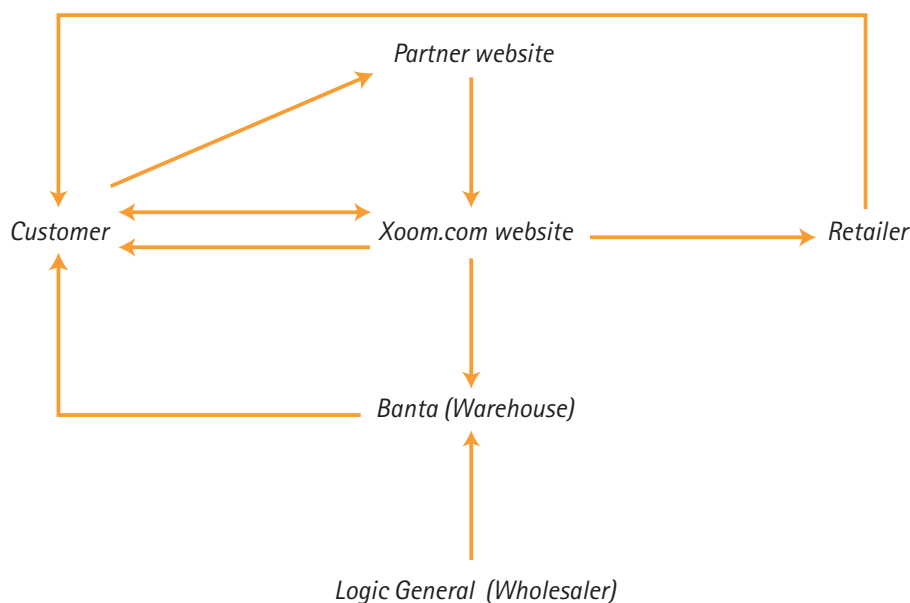 Partner website
Customer
Xoom.com website
Retailer
Banta (Warehouse)
Logic General (Wholesaler)